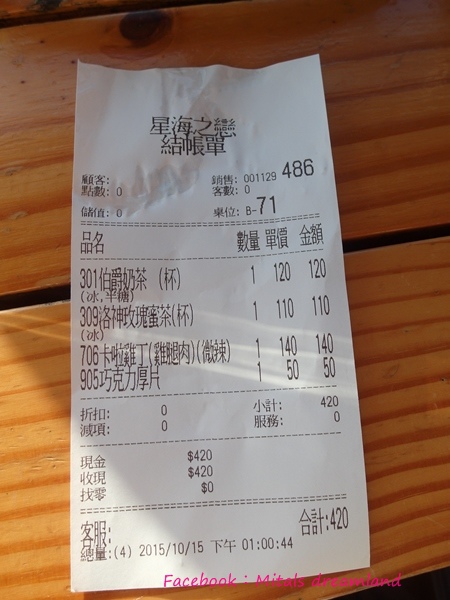 星海之戀
結帳單
顧客: 銷售: 001129 486
點數: 0 客數: 0
儲值: 0 桌位: B-71
品名 數量 單價 金額
301伯爵奶茶 (杯) 1 120 120
(冰,半糖)
309洛神玫瑰蜜茶(杯) 1 110 110
(冰)
706卡啦雞丁(雞腿肉)(微辣) 1 140 140
905巧克力厚片 1 50 50
折扣: 0 小計: 420
減項: 0 服務: 0
現金 $420
收現 $420
找零 $0
客服: 合計:420
總量:(4) 2015/10/15 下午 01:00:44
Facebook : Mita's dreamland